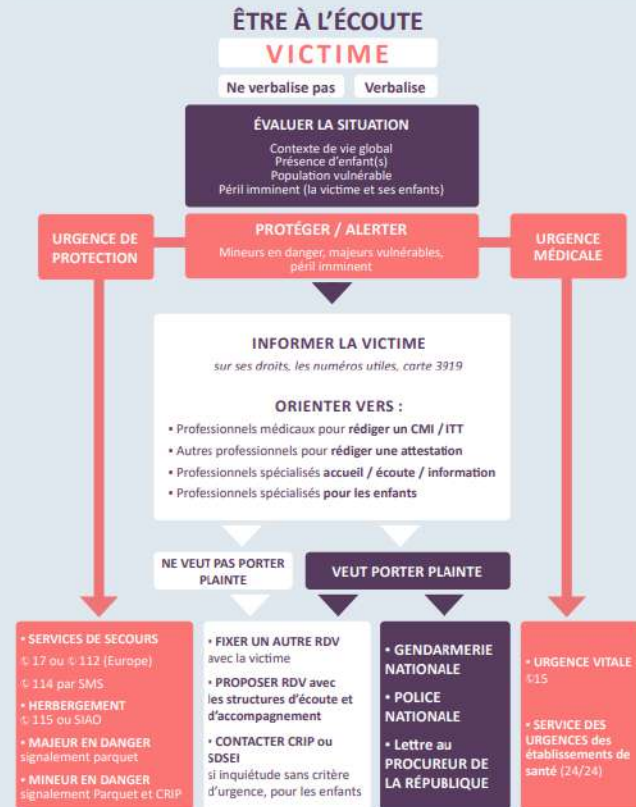 ÊTRE À L'ÉCOUTE
VICTIME
Ne verbalise pas
Verbalise
ÉVALUER LA SITUATION
Contexte de vie global
Présence d'enfant(s)
Population vulnérable
Péril imminent (la victime et ses enfants)
URGENCE DE
PROTECTION
PROTÉGER / ALERTER
Mineurs en danger, majeurs vulnérables,
péril imminent
URGENCE
MÉDICALE
INFORMER LA VICTIME
sur ses droits, les numéros utiles, carte 3919
ORIENTER VERS :
• Professionnels médicaux pour rédiger un CMI / ITT
• Autres professionnels pour rédiger une attestation
• Professionnels spécialisés accueil / écoute / information
• Professionnels spécialisés pour les enfants
NE VEUT PAS PORTER
PLAINTE
VEUT PORTER PLAINTE
• SERVICES DE SECOURS
✆ 17 ou ✆ 112 (Europe)
✆ 114 par SMS
• HERBERGEMENT
✆ 115 ou SIAO
• MAJEUR EN DANGER
signalement parquet
• MINEUR EN DANGER
signalement Parquet et CRIP
• FIXER UN AUTRE RDV
avec la victime
• PROPOSER RDV avec
les structures d'écoute et
d'accompagnement
• CONTACTER CRIP ou
SDSEI
si inquiétude sans critère
d'urgence, pour les enfants
• GENDARMERIE
NATIONALE
• POLICE
NATIONALE
• Lettre au
PROCUREUR DE
LA RÉPUBLIQUE
• URGENCE VITALE
✆15
• SERVICE DES
URGENCES des
établissements de
santé (24/24)